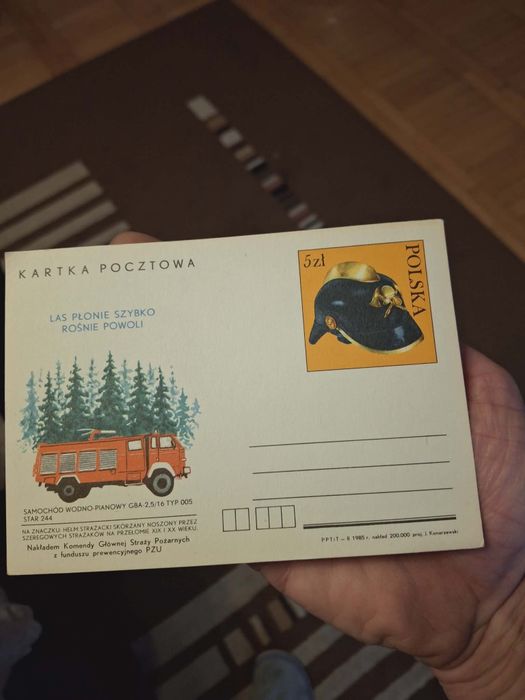 KARTKA POCZTOWA
5 zł
POLSKA
LAS PŁONIE SZYBKO
ROŚNIE POWOLI
SAMOCHÓD WODNO-PIANOWY GBA-2,5/16 TYP 005
STAR 244
NA ZNACZKU: HEŁM STRAŻACKI SKÓRZANY NOSZONY PRZEZ
SZEREGOWYCH STRAŻAKÓW NA PRZEŁOMIE XIX I XX WIEKU.
Nakładem Komendy Głównej Straży Pożarnych
z funduszu prewencyjnego PZU
PPTiT – II 1985 r. nakład 200.000 proj. J. Konarzewski